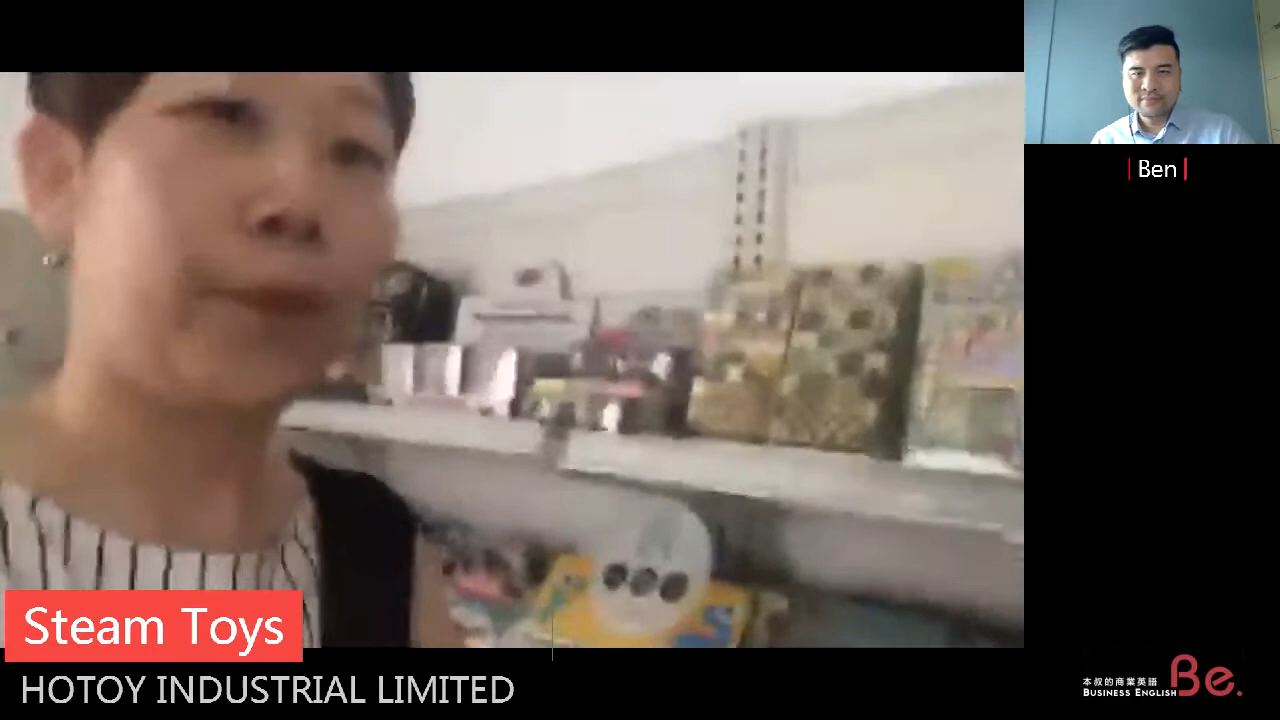 | Ben |
Steam Toys
HOTOY INDUSTRIAL LIMITED
本叔的商業英語
BUSINESS ENGLISH
Be.